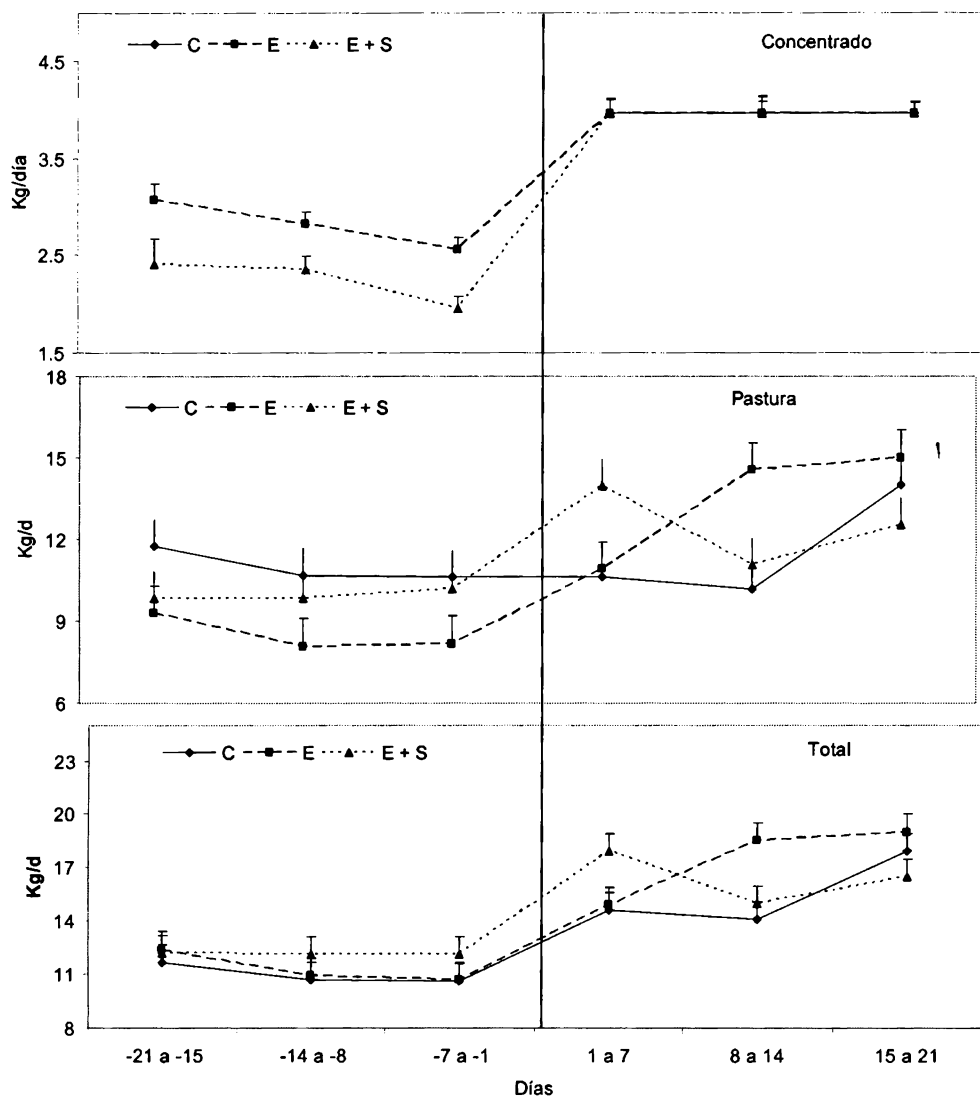 C E E + S
Concentrado
4.5
3.5
2.5
1.5
Kg/día
C E E + S
Pastura
18
15
12
9
6
Kg/d
C E E + S
Total
23
20
17
14
11
8
Kg/d
-21 a -15 -14 a -8 -7 a -1 1 a 7 8 a 14 15 a 21
Días